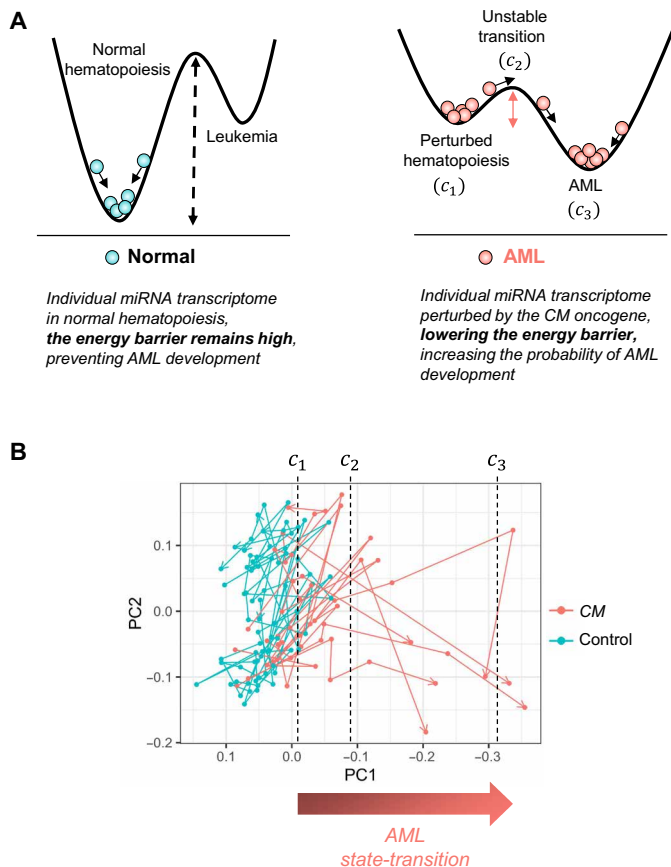 A
Normal
hematopoiesis
Leukemia
Normal
Individual miRNA transcriptome
in normal hematopoiesis,
the energy barrier remains high,
preventing AML development
Unstable
transition
(c₂)
Perturbed
hematopoiesis
(c₁)
AML
(c₃)
AML
Individual miRNA transcriptome
perturbed by the CM oncogene,
lowering the energy barrier,
increasing the probability of AML
development
B
c₁ c₂ c₃
PC2
0.1
0.0
−0.1
−0.2
0.1 0.0 −0.1 −0.2 −0.3
PC1
CM
Control
AML
state-transition